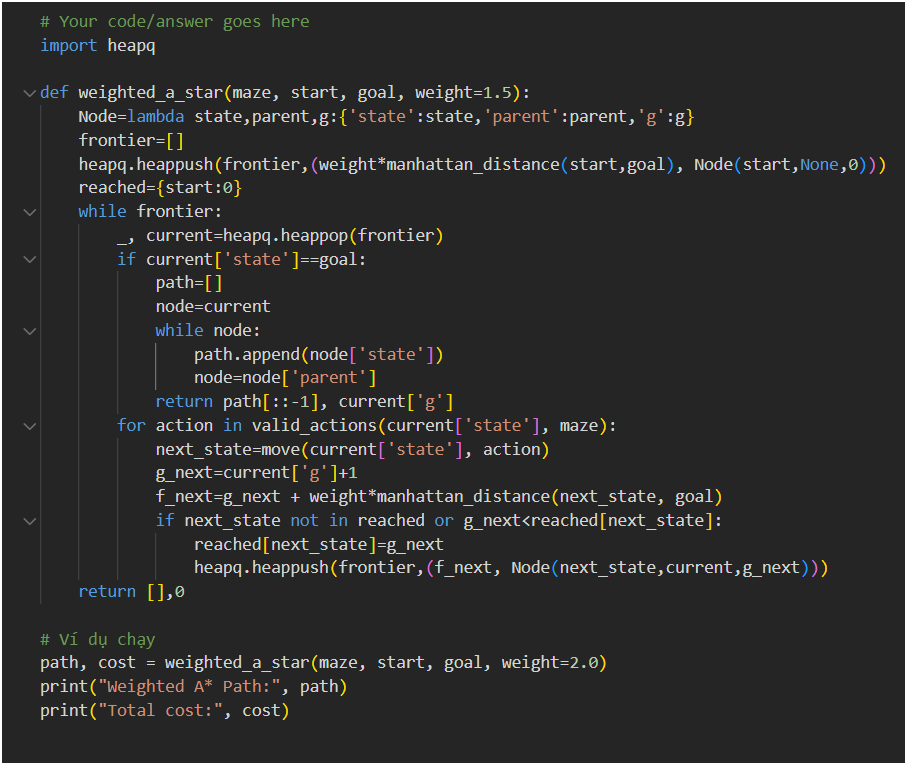 # Your code/answer goes here
import heapq
def weighted_a_star(maze, start, goal, weight=1.5):
    Node=lambda state,parent,g:{'state':state,'parent':parent,'g':g}
    frontier=[]
    heapq.heappush(frontier,(weight*manhattan_distance(start,goal), Node(start,None,0)))
    reached={start:0}
    while frontier:
        _, current=heapq.heappop(frontier)
        if current['state']==goal:
            path=[]
            node=current
            while node:
                path.append(node['state'])
                node=node['parent']
            return path[::-1], current['g']
        for action in valid_actions(current['state'], maze):
            next_state=move(current['state'], action)
            g_next=current['g']+1
            f_next=g_next + weight*manhattan_distance(next_state, goal)
            if next_state not in reached or g_next<reached[next_state]:
                reached[next_state]=g_next
                heapq.heappush(frontier,(f_next, Node(next_state,current,g_next)))
    return [],0
# Ví dụ chạy
path, cost = weighted_a_star(maze, start, goal, weight=2.0)
print("Weighted A* Path:", path)
print("Total cost:", cost)